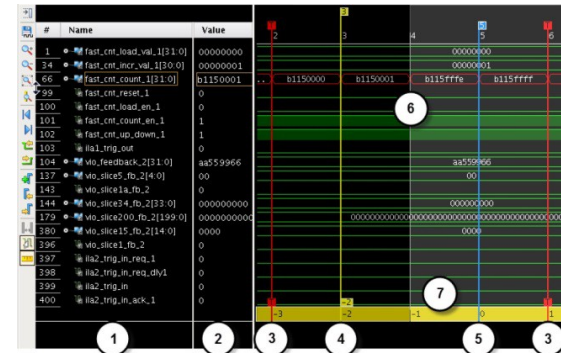 3
# Name Value
2 3 4 5 6
1 fast_cnt_load_val_1[31:0] 00000000 00000000
34 fast_cnt_incr_val_1[30:0] 00000001 00000001
66 fast_cnt_count_1[31:0] b1150001 b1150000 b1150001 b115fffe b115ffff
99 fast_cnt_reset_1 0
100 fast_cnt_load_en_1 0
101 fast_cnt_count_en_1 1
102 fast_cnt_up_down_1 1
103 ila1_trig_out 0
104 vio_feedback_2[31:0] aa559966 aa559966
137 vio_slice5_fb_2[4:0] 00 00
143 vio_slice1a_fb_2 0
144 vio_slice34_fb_2[33:0] 000000000 000000000
179 vio_slice200_fb_2[199:0] 0000000000
380 vio_slice15_fb_2[14:0] 0000 0000
396 vio_slice1_fb_2 0
397 ila2_trig_in_req_1 0
398 ila2_trig_in_req_dly1 0
399 ila2_trig_in 0
400 ila2_trig_in_ack_1 0
6
7
-2
-3 -2 -1 0 1
1 2 3 4 5 3